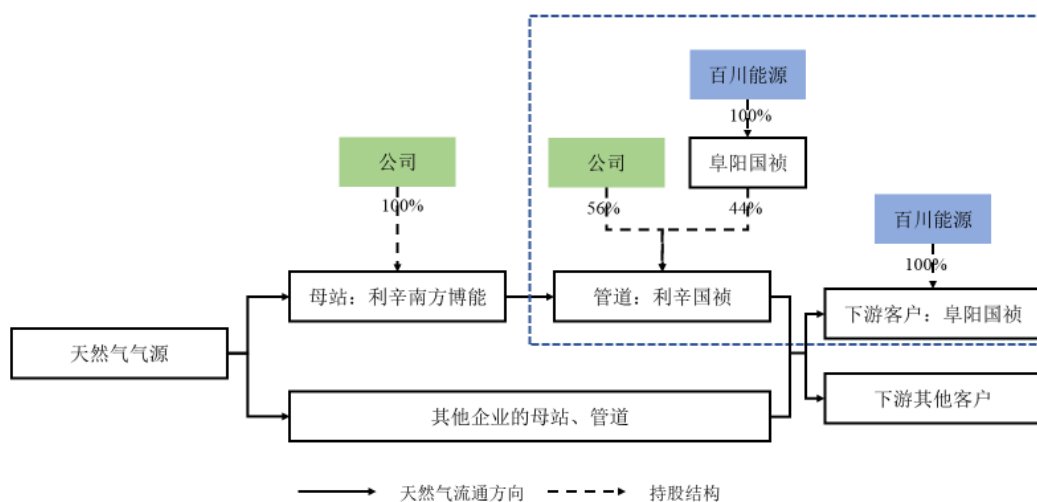 百川能源
100%
公司
公司
阜阳国祯
100%
56%
44%
百川能源
100%
母站：利辛南方博能
管道：利辛国祯
下游客户：阜阳国祯
天然气气源
下游其他客户
其他企业的母站、管道
天然气流通方向
持股结构